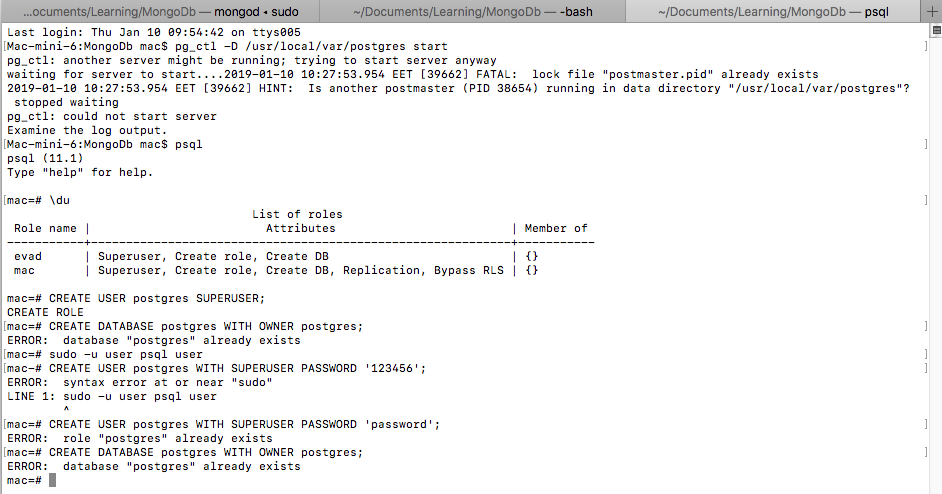 ...ocuments/Learning/MongoDb — mongod ◂ sudo
~/Documents/Learning/MongoDb — -bash
~/Documents/Learning/MongoDb — psql
+
Last login: Thu Jan 10 09:54:42 on ttys005
[Mac-mini-6:MongoDb mac$ pg_ctl -D /usr/local/var/postgres start ]
pg_ctl: another server might be running; trying to start server anyway
waiting for server to start....2019-01-10 10:27:53.954 EET [39662] FATAL:  lock file "postmaster.pid" already exists
2019-01-10 10:27:53.954 EET [39662] HINT:  Is another postmaster (PID 38654) running in data directory "/usr/local/var/postgres"?
 stopped waiting
pg_ctl: could not start server
Examine the log output.
[Mac-mini-6:MongoDb mac$ psql ]
psql (11.1)
Type "help" for help.
[mac=# \du ]
                                   List of roles
 Role name |                         Attributes                         | Member of
-----------+------------------------------------------------------------+-----------
 evad      | Superuser, Create role, Create DB                          | {}
 mac       | Superuser, Create role, Create DB, Replication, Bypass RLS | {}
mac=# CREATE USER postgres SUPERUSER;
CREATE ROLE
[mac=# CREATE DATABASE postgres WITH OWNER postgres; ]
ERROR:  database "postgres" already exists
[mac=# sudo -u user psql user ]
[mac-# CREATE USER postgres WITH SUPERUSER PASSWORD '123456'; ]
ERROR:  syntax error at or near "sudo"
LINE 1: sudo -u user psql user
        ^
[mac=# CREATE USER postgres WITH SUPERUSER PASSWORD 'password'; ]
ERROR:  role "postgres" already exists
[mac=# CREATE DATABASE postgres WITH OWNER postgres; ]
ERROR:  database "postgres" already exists
mac=#